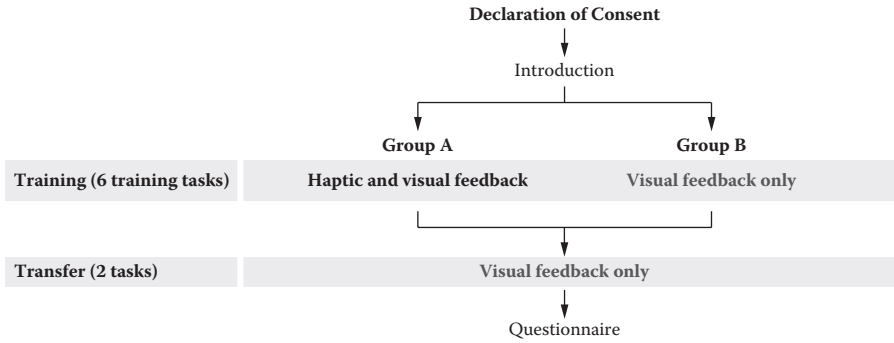 Declaration of Consent
Introduction
Group A Group B
Training (6 training tasks) Haptic and visual feedback Visual feedback only
Transfer (2 tasks) Visual feedback only
Questionnaire